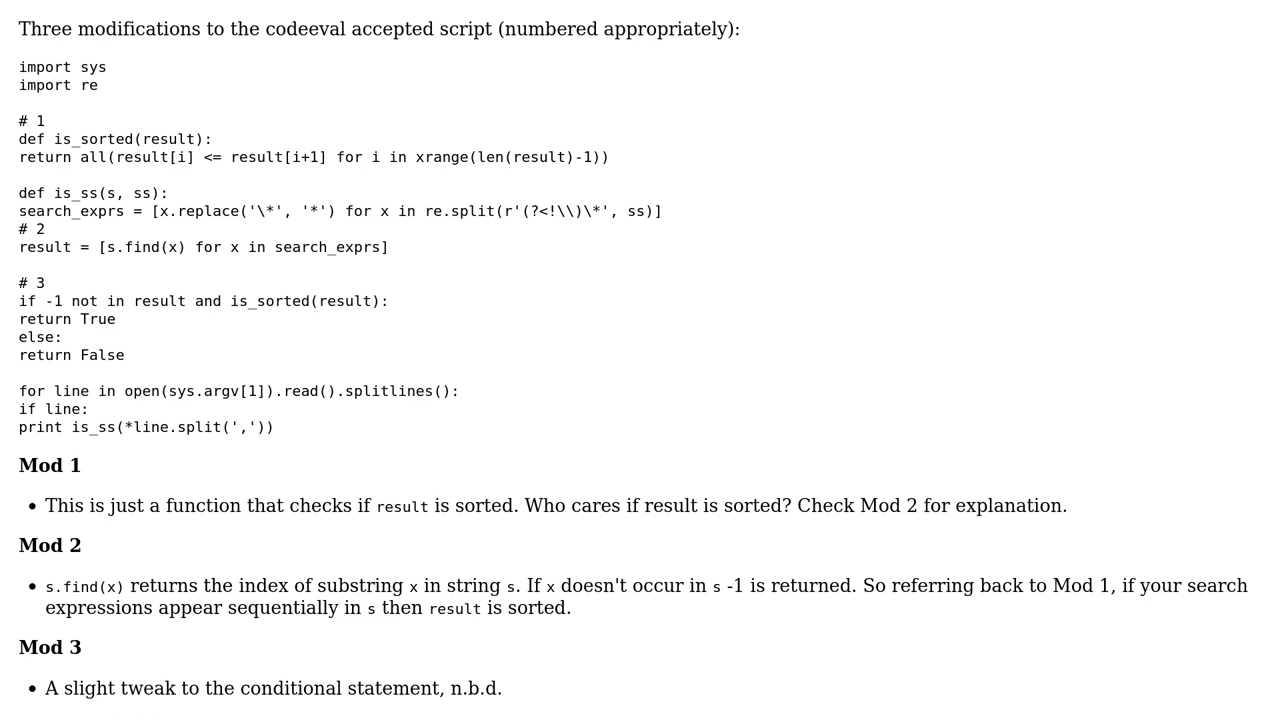 Three modifications to the codeeval accepted script (numbered appropriately):
import sys
import re
# 1
def is_sorted(result):
return all(result[i] <= result[i+1] for i in xrange(len(result)-1))
def is_ss(s, ss):
search_exprs = [x.replace('\*', '*') for x in re.split(r'(?<!\\)\*', ss)]
# 2
result = [s.find(x) for x in search_exprs]
# 3
if -1 not in result and is_sorted(result):
return True
else:
return False
for line in open(sys.argv[1]).read().splitlines():
if line:
print is_ss(*line.split(','))
Mod 1
• This is just a function that checks if result is sorted. Who cares if result is sorted? Check Mod 2 for explanation.
Mod 2
• s.find(x) returns the index of substring x in string s. If x doesn't occur in s -1 is returned. So referring back to Mod 1, if your search
expressions appear sequentially in s then result is sorted.
Mod 3
• A slight tweak to the conditional statement, n.b.d.